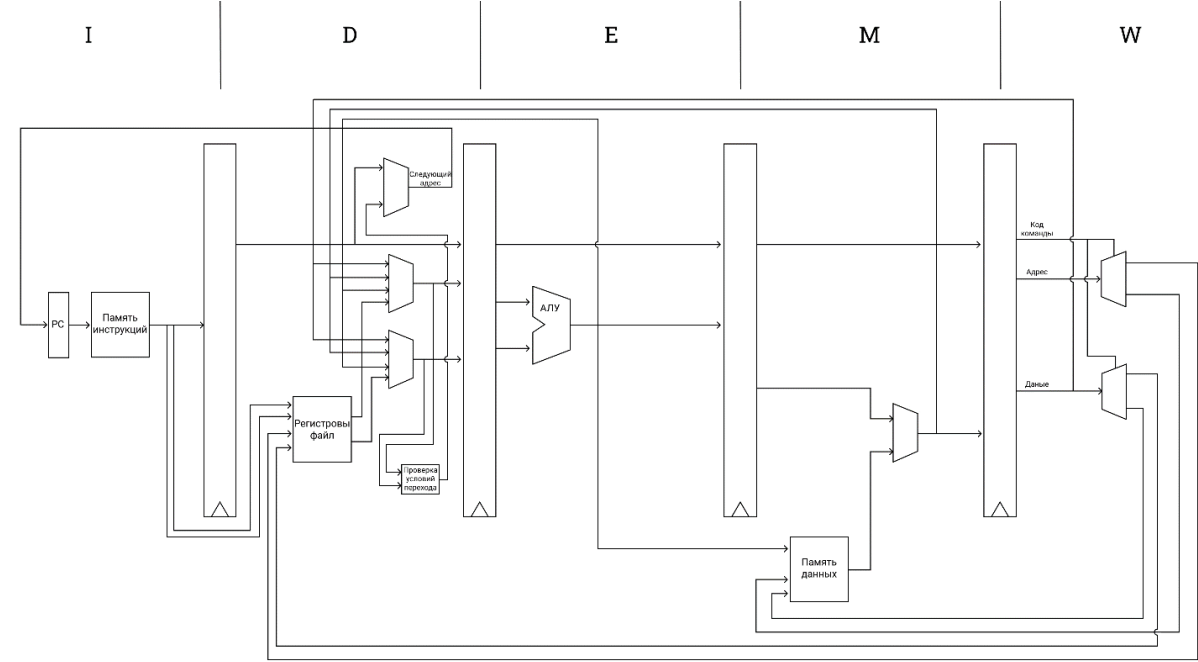 I D E M W
Следующий
адрес
Код
команды
Адрес
АЛУ
PC
Память
инструкций
Даные
Регистровы
файл
Проверка
условий
перехода
Память
данных